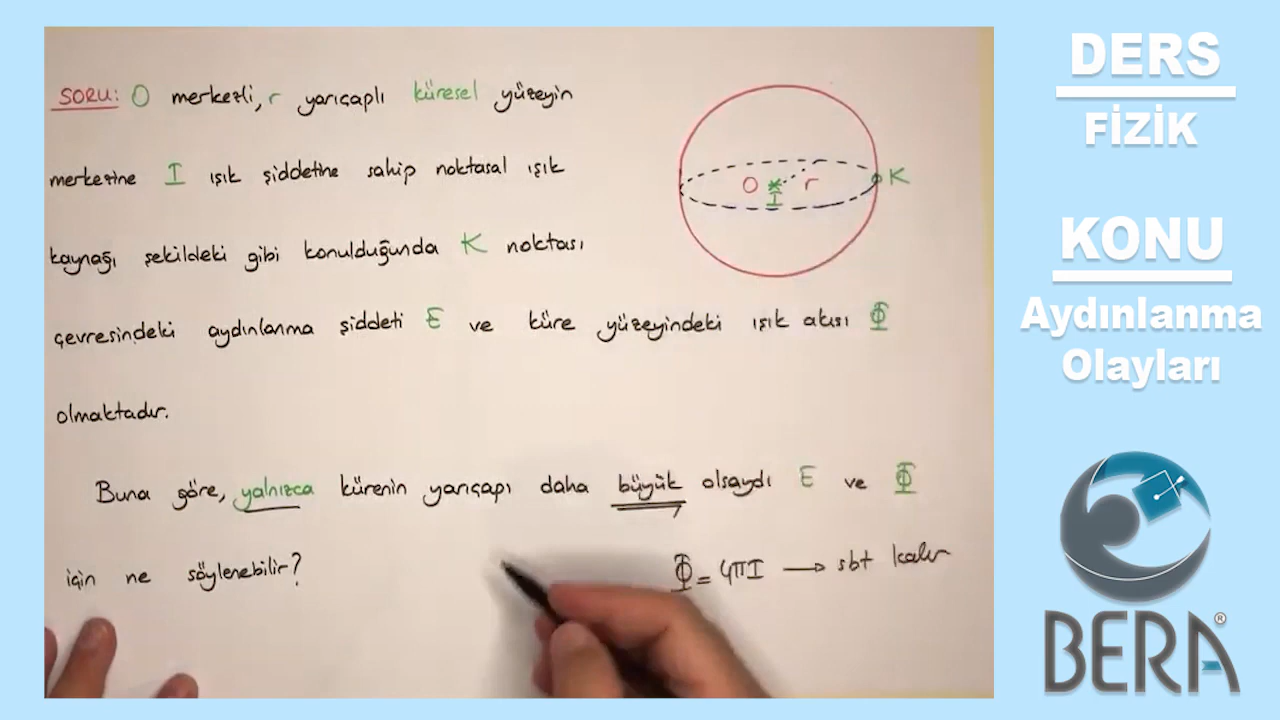 SORU: O merkezli, r yarıçaplı küresel yüzeyin
merkezine I ışık şiddetine sahip noktasal ışık
kaynağı şekildeki gibi konulduğunda K noktası
çevresindeki aydınlanma şiddeti E ve küre yüzeyindeki ışık akısı Φ
olmaktadır.
Buna göre, yalnızca kürenin yarıçapı daha büyük olsaydı E ve Φ
için ne söylenebilir?
Φ = 4πI → sbt kalır
O r K
I
DERS
FİZİK
KONU
Aydınlanma
Olayları
BERA®